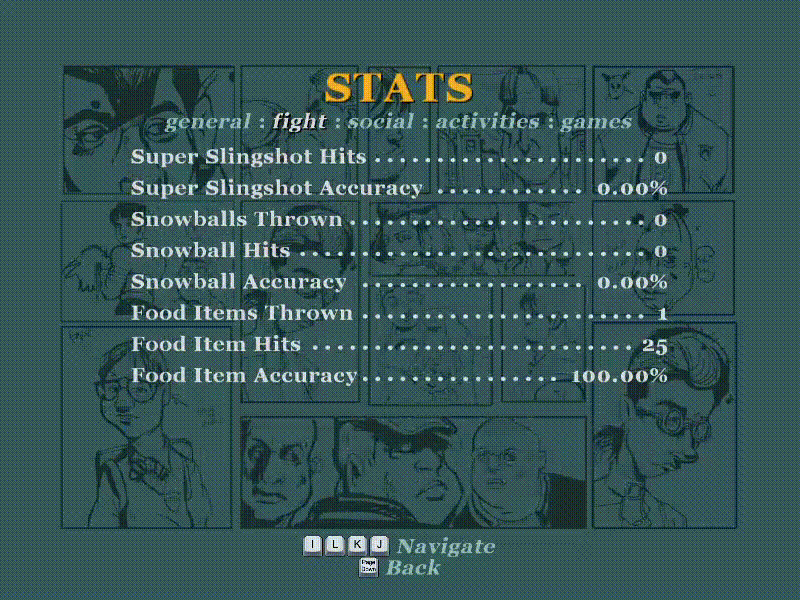 STATS
general : fight : social : activities : games
Super Slingshot Hits ........................ 0
Super Slingshot Accuracy ............. 0.00%
Snowballs Thrown .......................... 0
Snowball Hits .............................. 0
Snowball Accuracy .................... 0.00%
Food Items Thrown ......................... 1
Food Item Hits ............................ 25
Food Item Accuracy ................. 100.00%
I L K J Navigate
Page Down Back